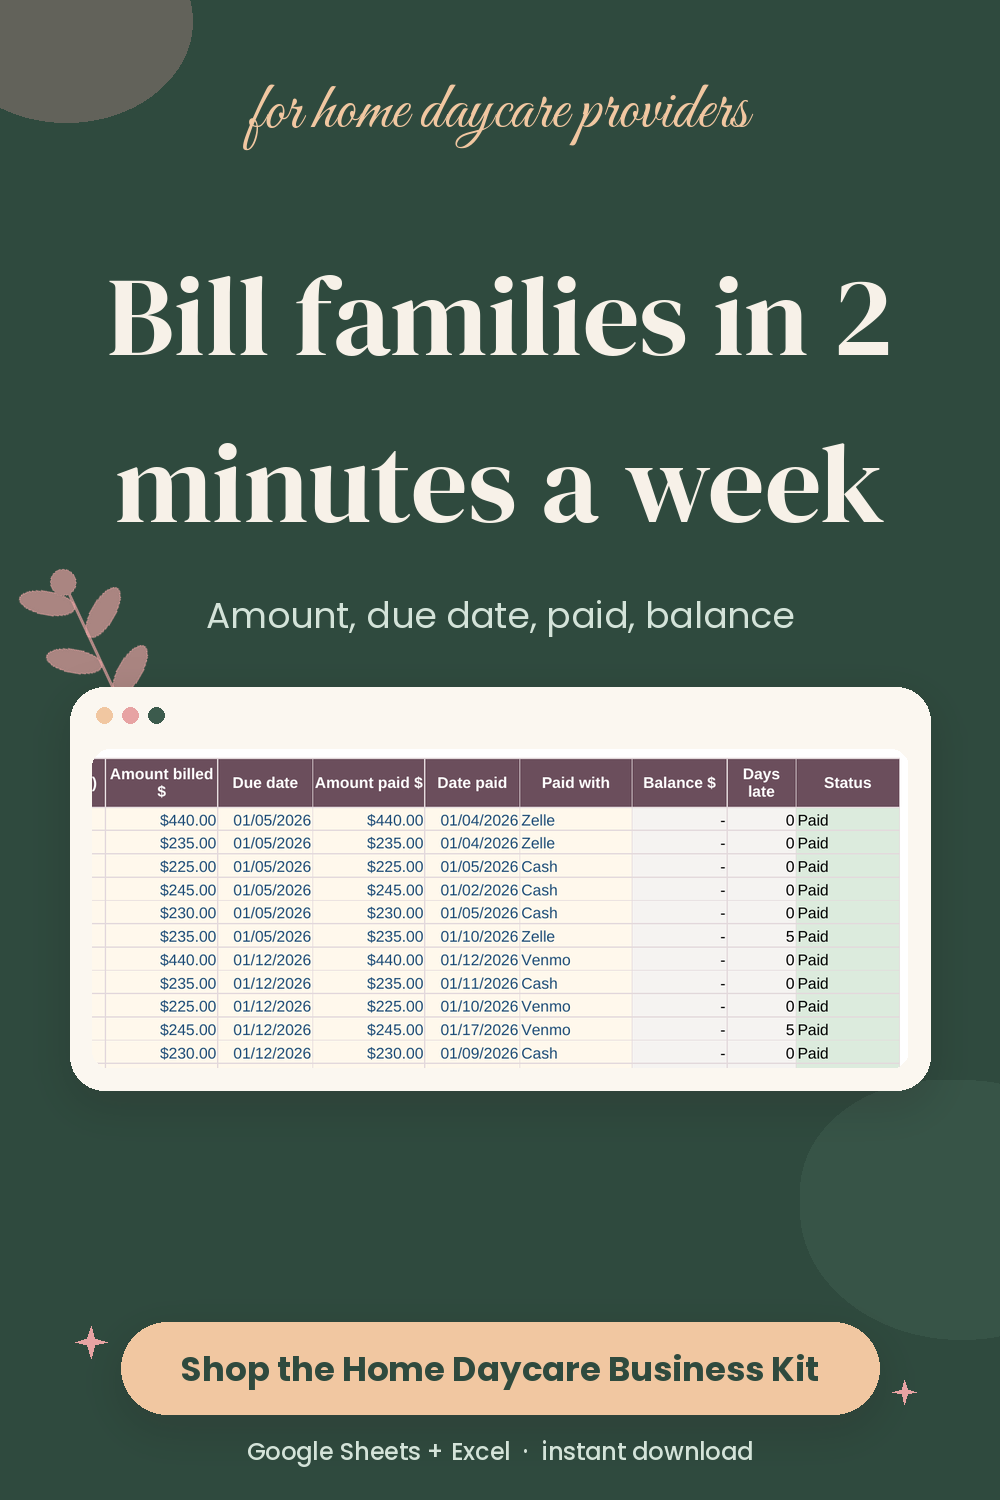 for home daycare providers
Bill families in 2
minutes a week
Amount, due date, paid, balance
) Amount billed $ Due date Amount paid $ Date paid Paid with Balance $ Days late Status
$440.00 01/05/2026 $440.00 01/04/2026 Zelle - 0 Paid
$235.00 01/05/2026 $235.00 01/04/2026 Zelle - 0 Paid
$225.00 01/05/2026 $225.00 01/05/2026 Cash - 0 Paid
$245.00 01/05/2026 $245.00 01/02/2026 Cash - 0 Paid
$230.00 01/05/2026 $230.00 01/05/2026 Cash - 0 Paid
$235.00 01/05/2026 $235.00 01/10/2026 Zelle - 5 Paid
$440.00 01/12/2026 $440.00 01/12/2026 Venmo - 0 Paid
$235.00 01/12/2026 $235.00 01/11/2026 Cash - 0 Paid
$225.00 01/12/2026 $225.00 01/10/2026 Venmo - 0 Paid
$245.00 01/12/2026 $245.00 01/17/2026 Venmo - 5 Paid
$230.00 01/12/2026 $230.00 01/09/2026 Cash - 0 Paid
Shop the Home Daycare Business Kit
Google Sheets + Excel · instant download